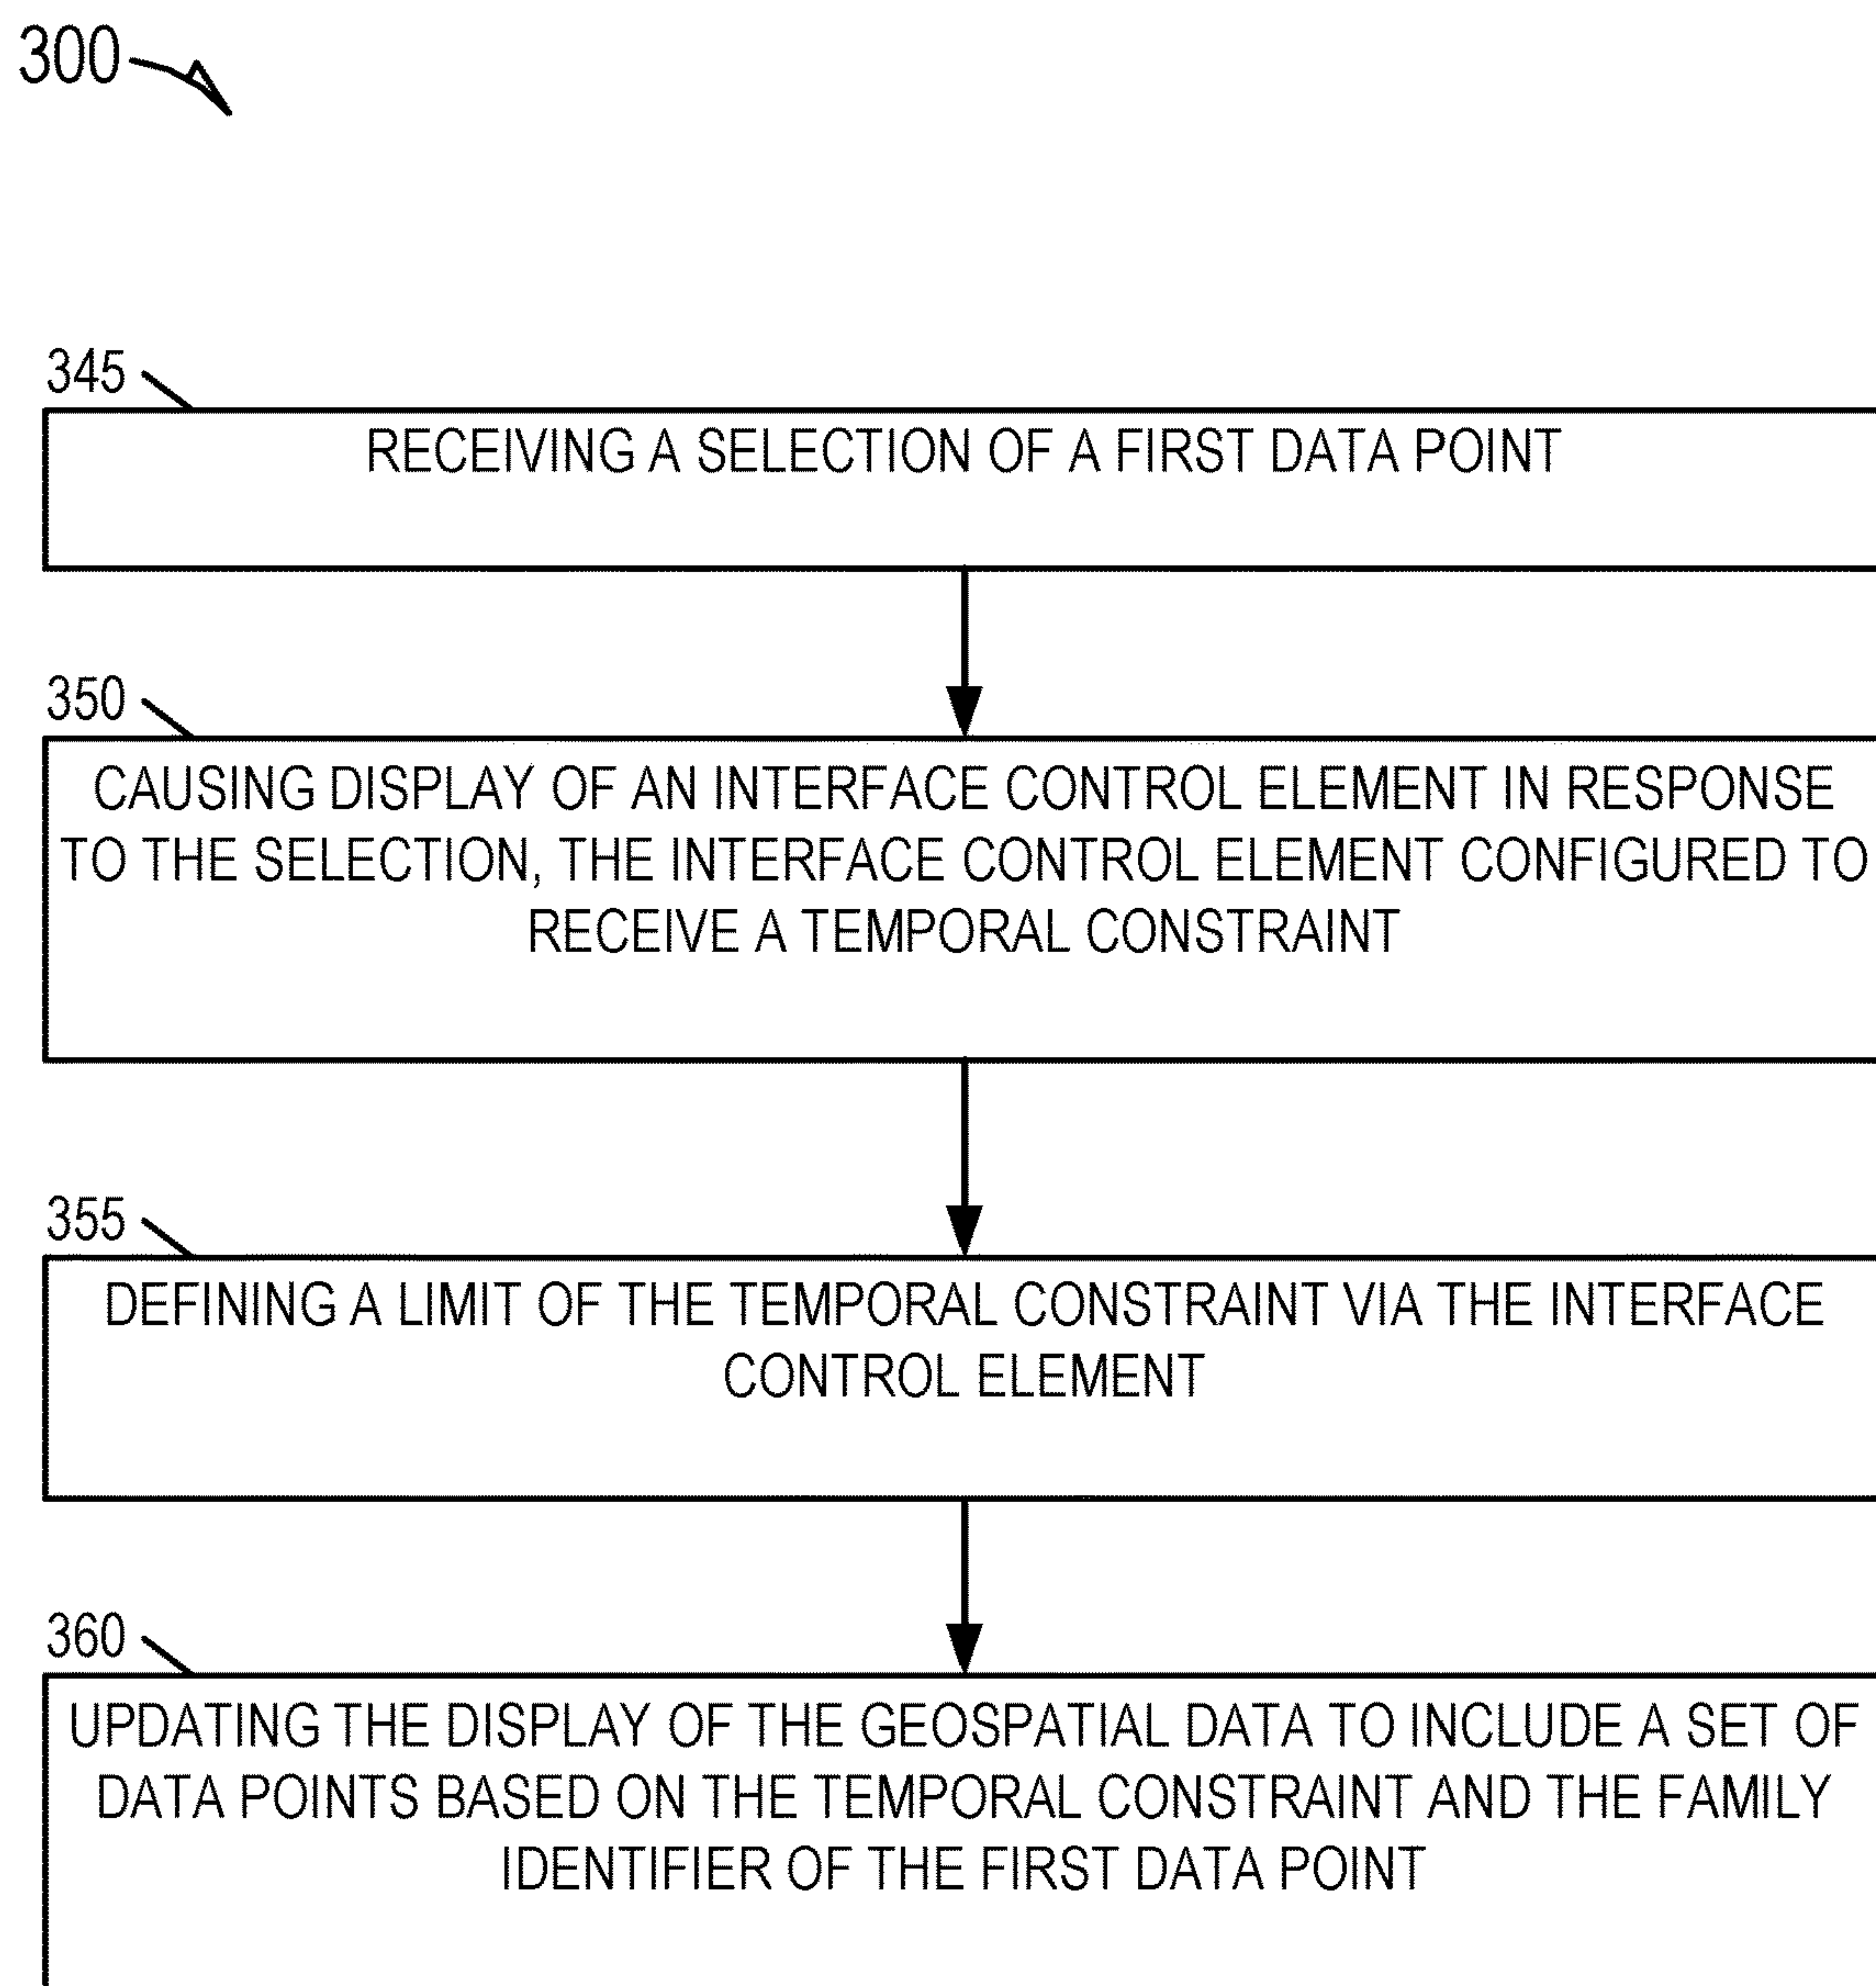 300
345
RECEIVING A SELECTION OF A FIRST DATA POINT
350
CAUSING DISPLAY OF AN INTERFACE CONTROL ELEMENT IN RESPONSE
TO THE SELECTION, THE INTERFACE CONTROL ELEMENT CONFIGURED TO
RECEIVE A TEMPORAL CONSTRAINT
355
DEFINING A LIMIT OF THE TEMPORAL CONSTRAINT VIA THE INTERFACE
CONTROL ELEMENT
360
UPDATING THE DISPLAY OF THE GEOSPATIAL DATA TO INCLUDE A SET OF
DATA POINTS BASED ON THE TEMPORAL CONSTRAINT AND THE FAMILY
IDENTIFIER OF THE FIRST DATA POINT